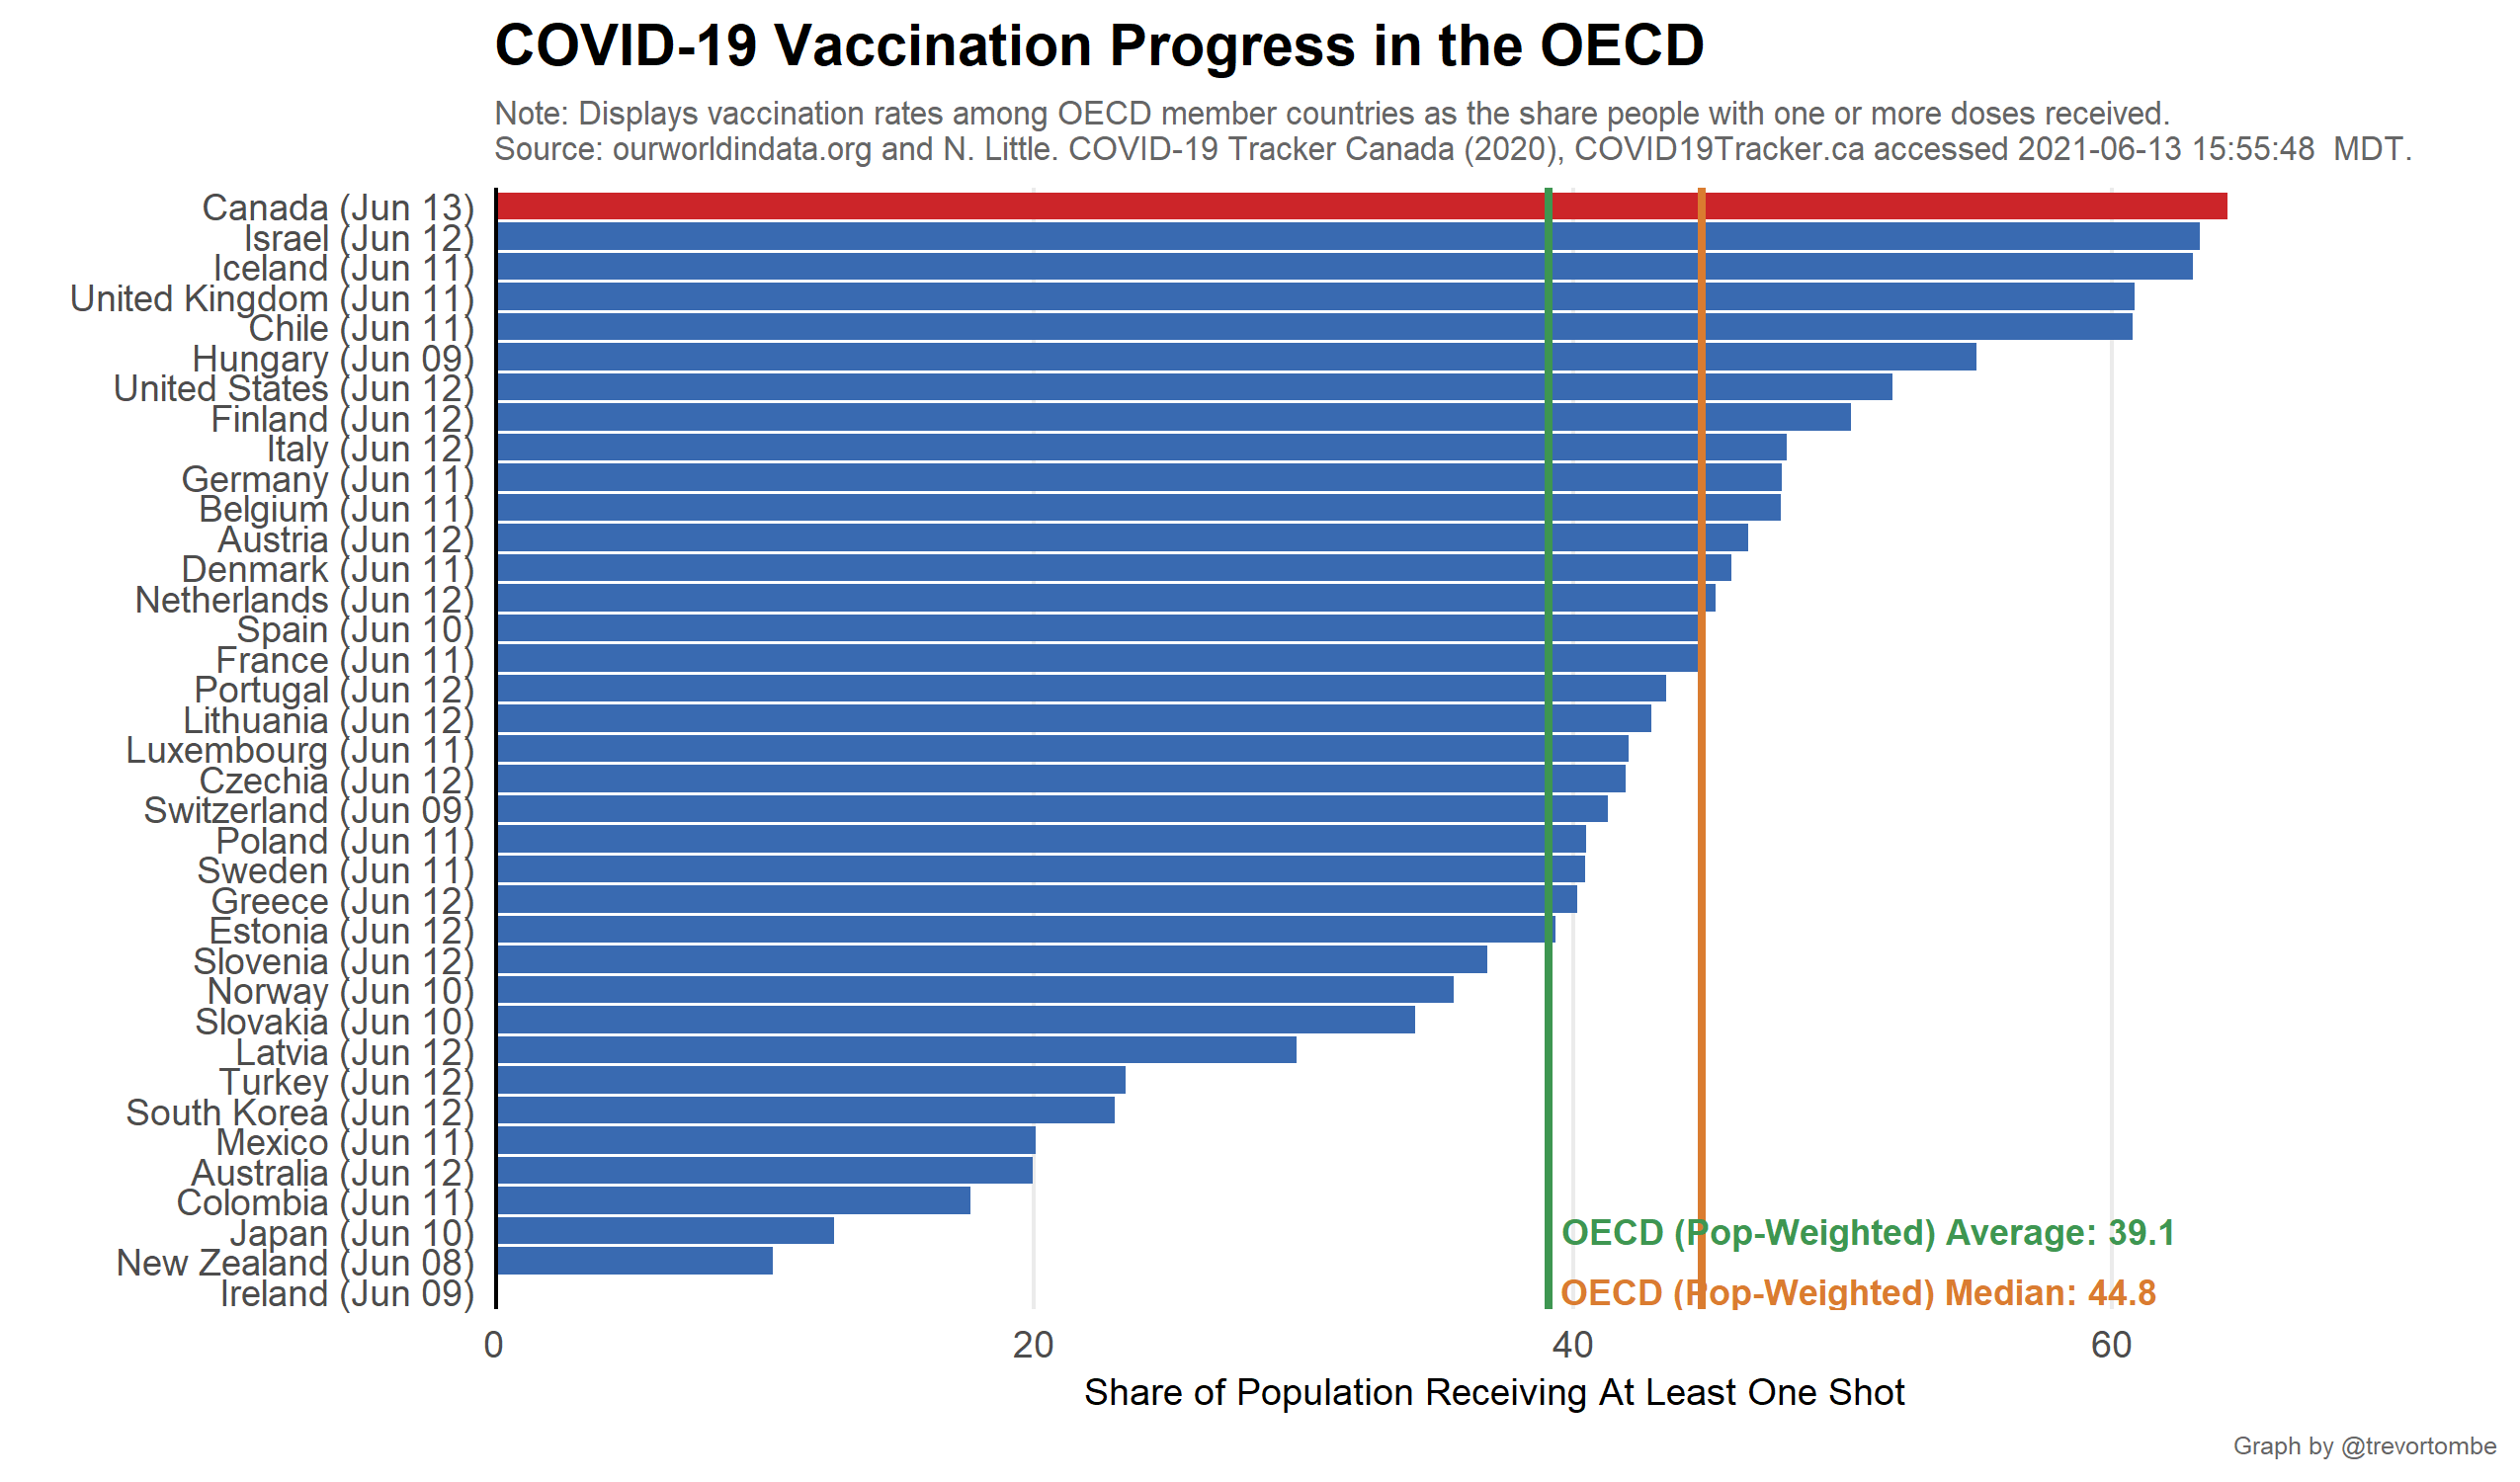 COVID-19 Vaccination Progress in the OECD
Note: Displays vaccination rates among OECD member countries as the share people with one or more doses received.
Source: ourworldindata.org and N. Little. COVID-19 Tracker Canada (2020), COVID19Tracker.ca accessed 2021-06-13 15:55:48  MDT.
Canada (Jun 13)
Israel (Jun 12)
Iceland (Jun 11)
United Kingdom (Jun 11)
Chile (Jun 11)
Hungary (Jun 09)
United States (Jun 12)
Finland (Jun 12)
Italy (Jun 12)
Germany (Jun 11)
Belgium (Jun 11)
Austria (Jun 12)
Denmark (Jun 11)
Netherlands (Jun 12)
Spain (Jun 10)
France (Jun 11)
Portugal (Jun 12)
Lithuania (Jun 12)
Luxembourg (Jun 11)
Czechia (Jun 12)
Switzerland (Jun 09)
Poland (Jun 11)
Sweden (Jun 11)
Greece (Jun 12)
Estonia (Jun 12)
Slovenia (Jun 12)
Norway (Jun 10)
Slovakia (Jun 10)
Latvia (Jun 12)
Turkey (Jun 12)
South Korea (Jun 12)
Mexico (Jun 11)
Australia (Jun 12)
Colombia (Jun 11)
Japan (Jun 10)
New Zealand (Jun 08)
Ireland (Jun 09)
OECD (Pop-Weighted) Average: 39.1
OECD (Pop-Weighted) Median: 44.8
0 20 40 60
Share of Population Receiving At Least One Shot
Graph by @trevortombe